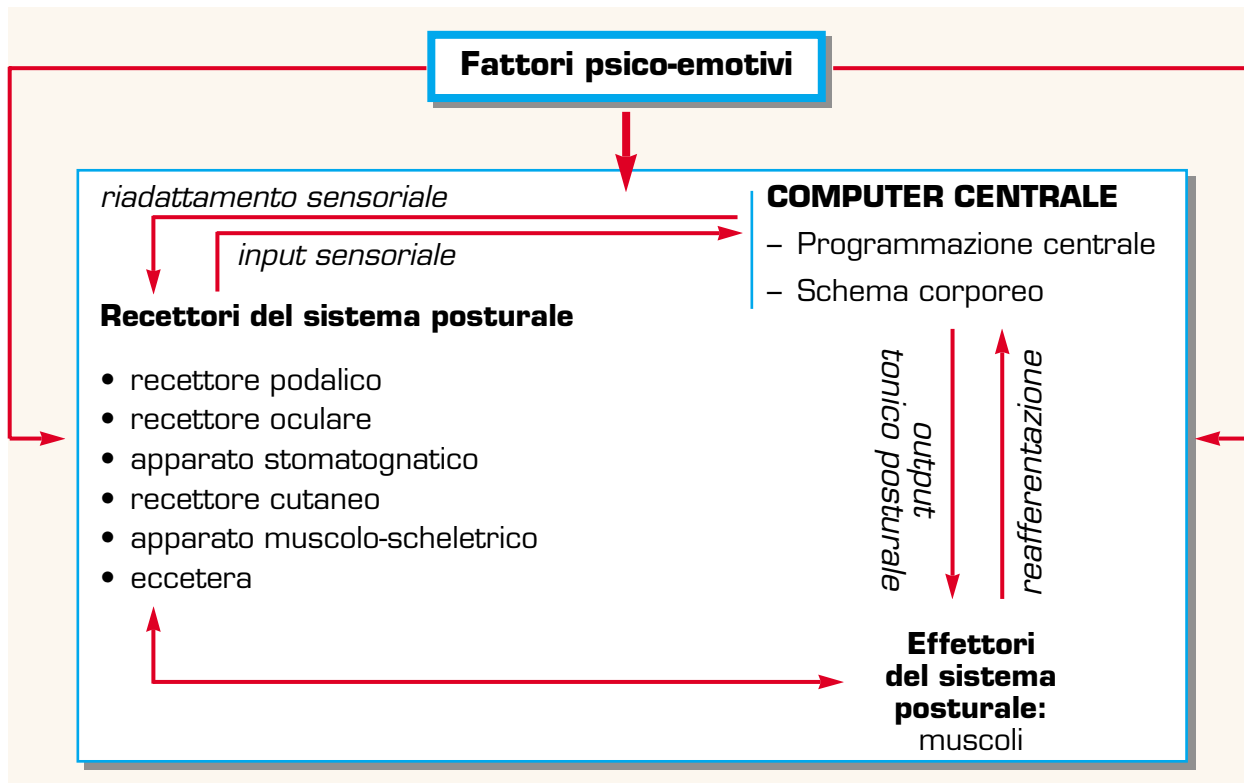 Fattori psico-emotivi
riadattamento sensoriale
input sensoriale
COMPUTER CENTRALE
– Programmazione centrale
– Schema corporeo
Recettori del sistema posturale
• recettore podalico
• recettore oculare
• apparato stomatognatico
• recettore cutaneo
• apparato muscolo-scheletrico
• eccetera
output
tonico posturale
reafferentazione
Effettori
del sistema
posturale:
muscoli